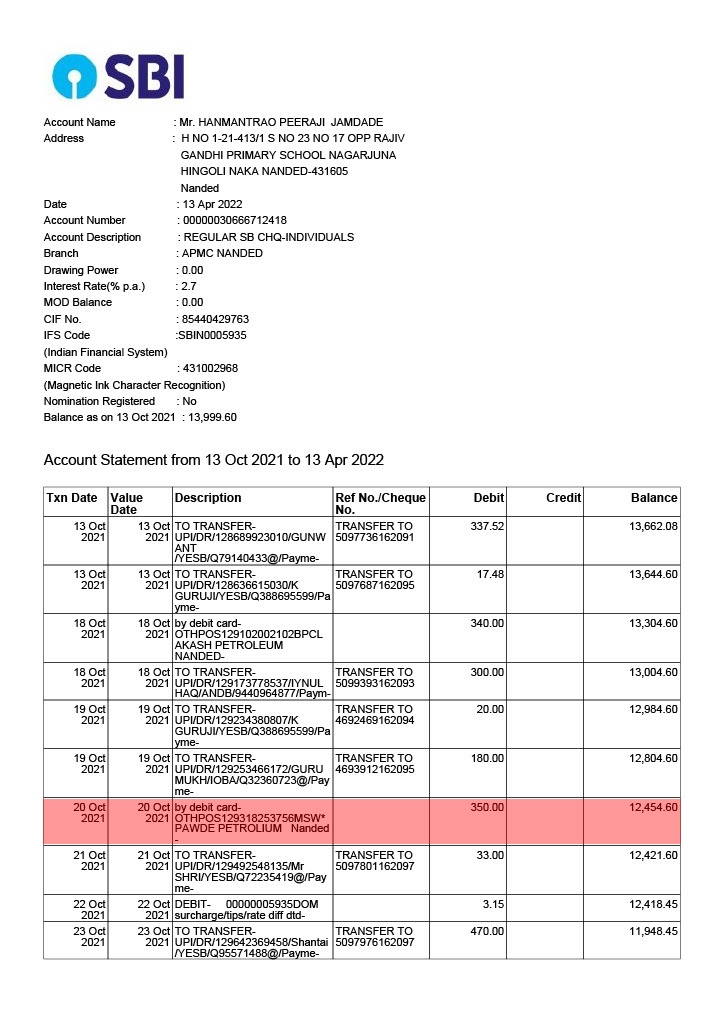 SBI
Account Name : Mr. HANMANTRAO PEERAJI JAMDADE
Address : H NO 1-21-413/1 S NO 23 NO 17 OPP RAJIV
GANDHI PRIMARY SCHOOL NAGARJUNA
HINGOLI NAKA NANDED-431605
Nanded
Date : 13 Apr 2022
Account Number : 00000030666712418
Account Description : REGULAR SB CHQ-INDIVIDUALS
Branch : APMC NANDED
Drawing Power : 0.00
Interest Rate(% p.a.) : 2.7
MOD Balance : 0.00
CIF No. : 85440429763
IFS Code :SBIN0005935
(Indian Financial System)
MICR Code : 431002968
(Magnetic Ink Character Recognition)
Nomination Registered : No
Balance as on 13 Oct 2021 : 13,999.60
Account Statement from 13 Oct 2021 to 13 Apr 2022
Txn Date Value Description Ref No./Cheque Debit Credit Balance
Date No.
13 Oct 13 Oct TO TRANSFER- TRANSFER TO 337.52 13,662.08
2021 2021 UPI/DR/128689923010/GUNW 5097736162091
ANT
/YESB/Q79140433@/Payme-
13 Oct 13 Oct TO TRANSFER- TRANSFER TO 17.48 13,644.60
2021 2021 UPI/DR/128636615030/K 5097687162095
GURUJI/YESB/Q388695599/Pa
yme-
18 Oct 18 Oct by debit card- 340.00 13,304.60
2021 2021 OTHPOS129102002102BPCL
AKASH PETROLEUM
NANDED-
18 Oct 18 Oct TO TRANSFER- TRANSFER TO 300.00 13,004.60
2021 2021 UPI/DR/129173778537/IYNUL 5099393162093
HAQ/ANDB/9440964877/Paym-
19 Oct 19 Oct TO TRANSFER- TRANSFER TO 20.00 12,984.60
2021 2021 UPI/DR/129234380807/K 4692469162094
GURUJI/YESB/Q388695599/Pa
yme-
19 Oct 19 Oct TO TRANSFER- TRANSFER TO 180.00 12,804.60
2021 2021 UPI/DR/129253466172/GURU 4693912162095
MUKH/IOBA/Q32360723@/Pay
me-
20 Oct 20 Oct by debit card- 350.00 12,454.60
2021 2021 OTHPOS129318253756MSW*
PAWDE PETROLIUM Nanded
-
21 Oct 21 Oct TO TRANSFER- TRANSFER TO 33.00 12,421.60
2021 2021 UPI/DR/129492548135/Mr 5097801162097
SHRI/YESB/Q72235419@/Pay
me-
22 Oct 22 Oct DEBIT- 00000005935DOM 3.15 12,418.45
2021 2021 surcharge/tips/rate diff dtd-
23 Oct 23 Oct TO TRANSFER- TRANSFER TO 470.00 11,948.45
2021 2021 UPI/DR/129642369458/Shantai 5097976162097
/YESB/Q95571488@/Payme-